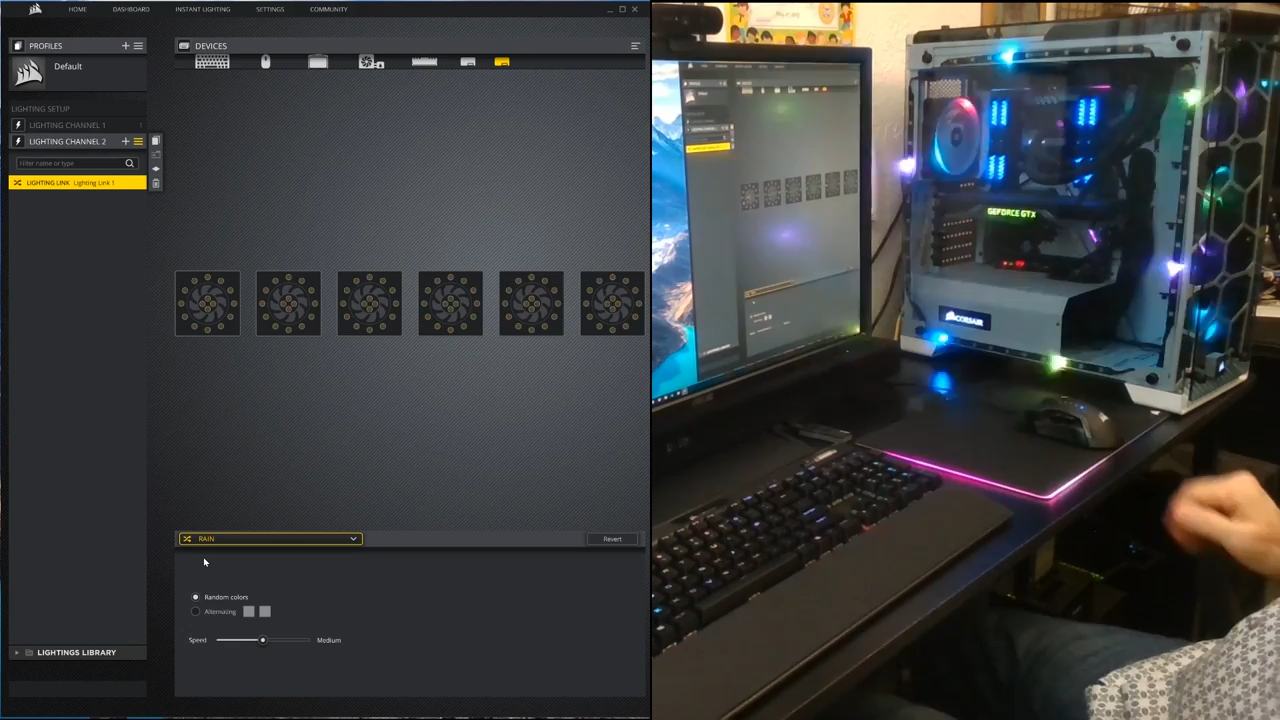 HOME
DASHBOARD
INSTANT LIGHTING
SETTINGS
COMMUNITY
PROFILES
Default
LIGHTING SETUP
LIGHTING CHANNEL 1
1
LIGHTING CHANNEL 2
Filter name or type
LIGHTING LINK Lighting Link 1
LIGHTINGS LIBRARY
DEVICES
RAIN
Revert
Random colors
Alternating
Speed
Medium
GEFORCE GTX
CORSAIR